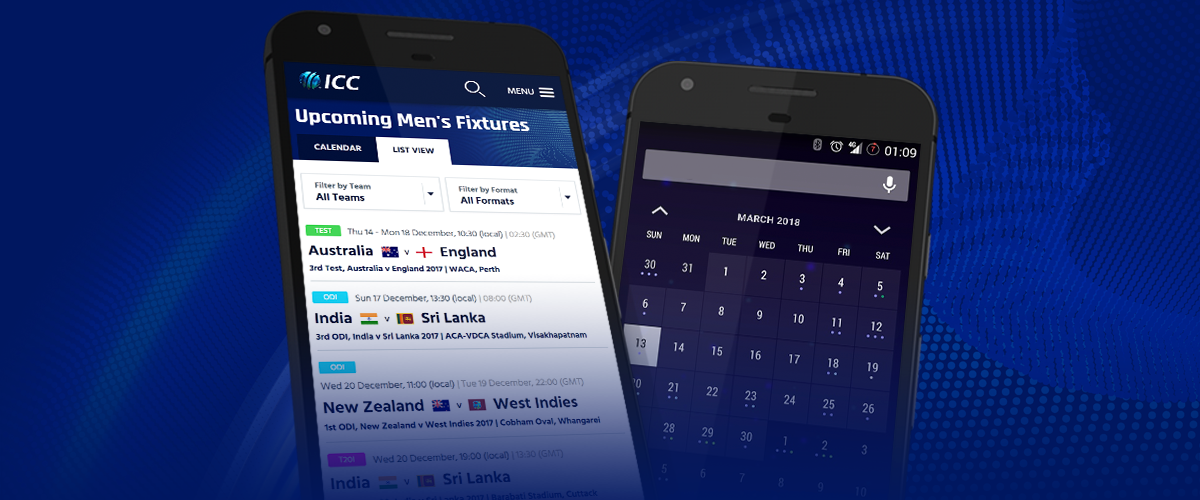 ICC
MENU
Upcoming Men's Fixtures
CALENDAR
LIST VIEW
Filter by Team
All Teams
Filter by Format
All Formats
TEST Thu 14 - Mon 18 December, 10:30 (local) | 02:30 (GMT)
Australia v England
3rd Test, Australia v England 2017 | WACA, Perth
ODI Sun 17 December, 13:30 (local) | 08:00 (GMT)
India v Sri Lanka
3rd ODI, India v Sri Lanka 2017 | ACA-VDCA Stadium, Visakhapatnam
ODI
Wed 20 December, 11:00 (local) | Tue 19 December, 22:00 (GMT)
New Zealand v West Indies
1st ODI, New Zealand v West Indies 2017 | Cobham Oval, Whangarei
T20I Wed 20 December, 19:00 (local) | 13:30 (GMT)
India v Sri Lanka
Sri Lanka 2017 | Barabati Stadium, Cuttack
4G 7 01:09
MARCH 2018
SUN MON TUE WED THU FRI SAT
30 31 1 2 3 4 5
6 7 8 9 10 11 12
13 14 15 16 17 18 19
21 22 23 24 25 26
28 29 30 1 2 3
5 6 7 8 9 10